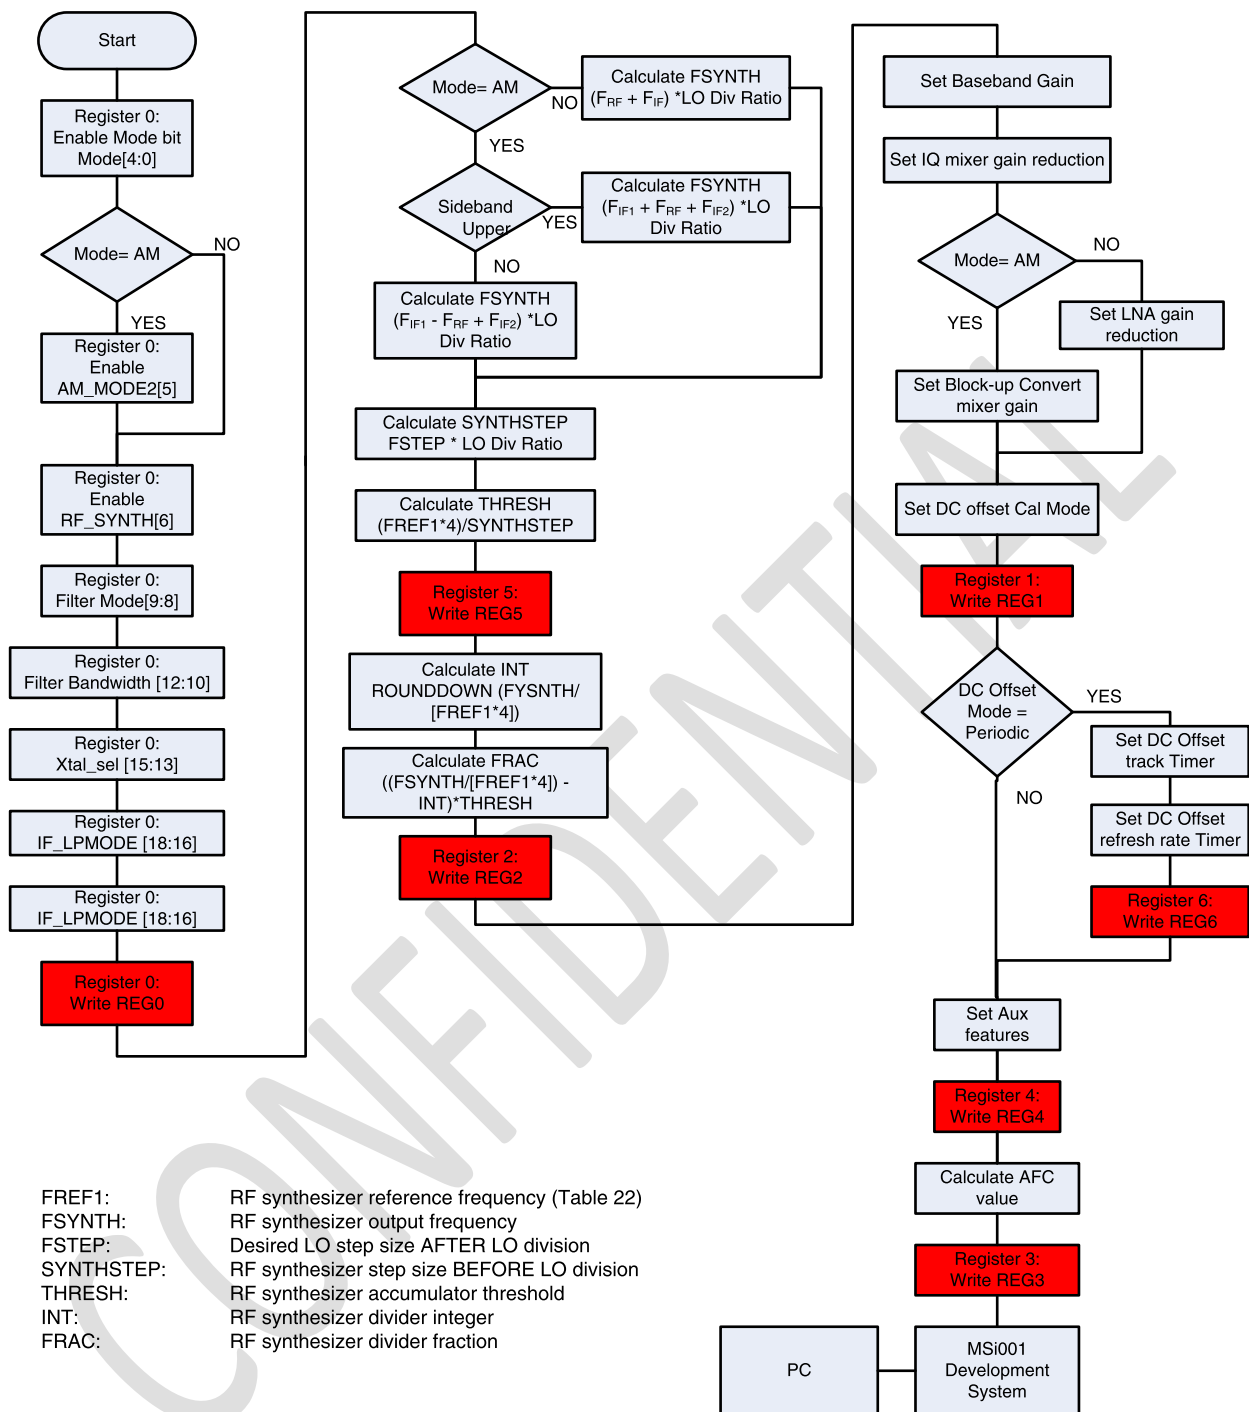 Start
Register 0:
Enable Mode bit
Mode[4:0]
Mode= AM
NO
YES
Register 0:
Enable
AM_MODE2[5]
Register 0:
Enable
RF_SYNTH[6]
Register 0:
Filter Mode[9:8]
Register 0:
Filter Bandwidth [12:10]
Register 0:
Xtal_sel [15:13]
Register 0:
IF_LPMODE [18:16]
Register 0:
IF_LPMODE [18:16]
Register 0:
Write REG0
Mode= AM
NO
YES
Calculate FSYNTH
(FRF + FIF) *LO Div Ratio
Sideband
Upper
YES
NO
Calculate FSYNTH
(FIF1 + FRF + FIF2) *LO
Div Ratio
Calculate FSYNTH
(FIF1 - FRF + FIF2) *LO
Div Ratio
Calculate SYNTHSTEP
FSTEP * LO Div Ratio
Calculate THRESH
(FREF1*4)/SYNTHSTEP
Register 5:
Write REG5
Calculate INT
ROUNDDOWN (FYSNTH/
[FREF1*4])
Calculate FRAC
((FSYNTH/[FREF1*4]) -
INT)*THRESH
Register 2:
Write REG2
Set Baseband Gain
Set IQ mixer gain reduction
Mode= AM
NO
YES
Set LNA gain
reduction
Set Block-up Convert
mixer gain
Set DC offset Cal Mode
Register 1:
Write REG1
DC Offset
Mode =
Periodic
YES
NO
Set DC Offset
track Timer
Set DC Offset
refresh rate Timer
Register 6:
Write REG6
Set Aux
features
Register 4:
Write REG4
Calculate AFC
value
Register 3:
Write REG3
PC
MSi001
Development
System
FREF1: RF synthesizer reference frequency (Table 22)
FSYNTH: RF synthesizer output frequency
FSTEP: Desired LO step size AFTER LO division
SYNTHSTEP: RF synthesizer step size BEFORE LO division
THRESH: RF synthesizer accumulator threshold
INT: RF synthesizer divider integer
FRAC: RF synthesizer divider fraction
CONFIDENTIAL